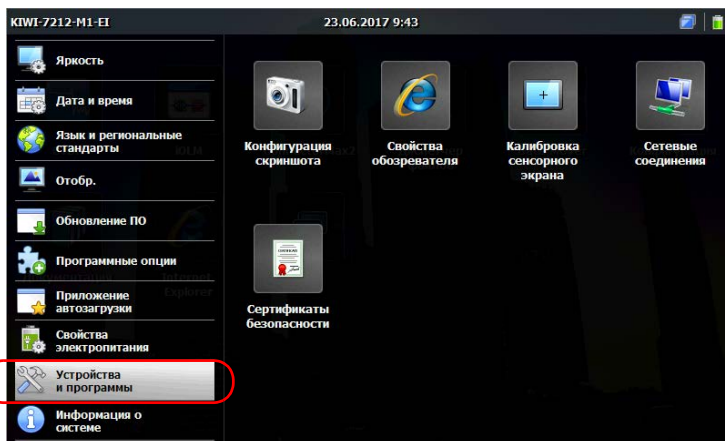 KIWI-7212-M1-EI
23.06.2017 9:43
Яркость
Дата и время
Язык и региональные
стандарты
Отобр.
Обновление ПО
Программные опции
Приложение
автозагрузки
Свойства
электропитания
Устройства
и программы
Информация о
системе
Конфигурация
скриншота
Свойства
обозревателя
Калибровка
сенсорного
экрана
Сетевые
соединения
Сертификаты
безопасности
Internet
Explorer